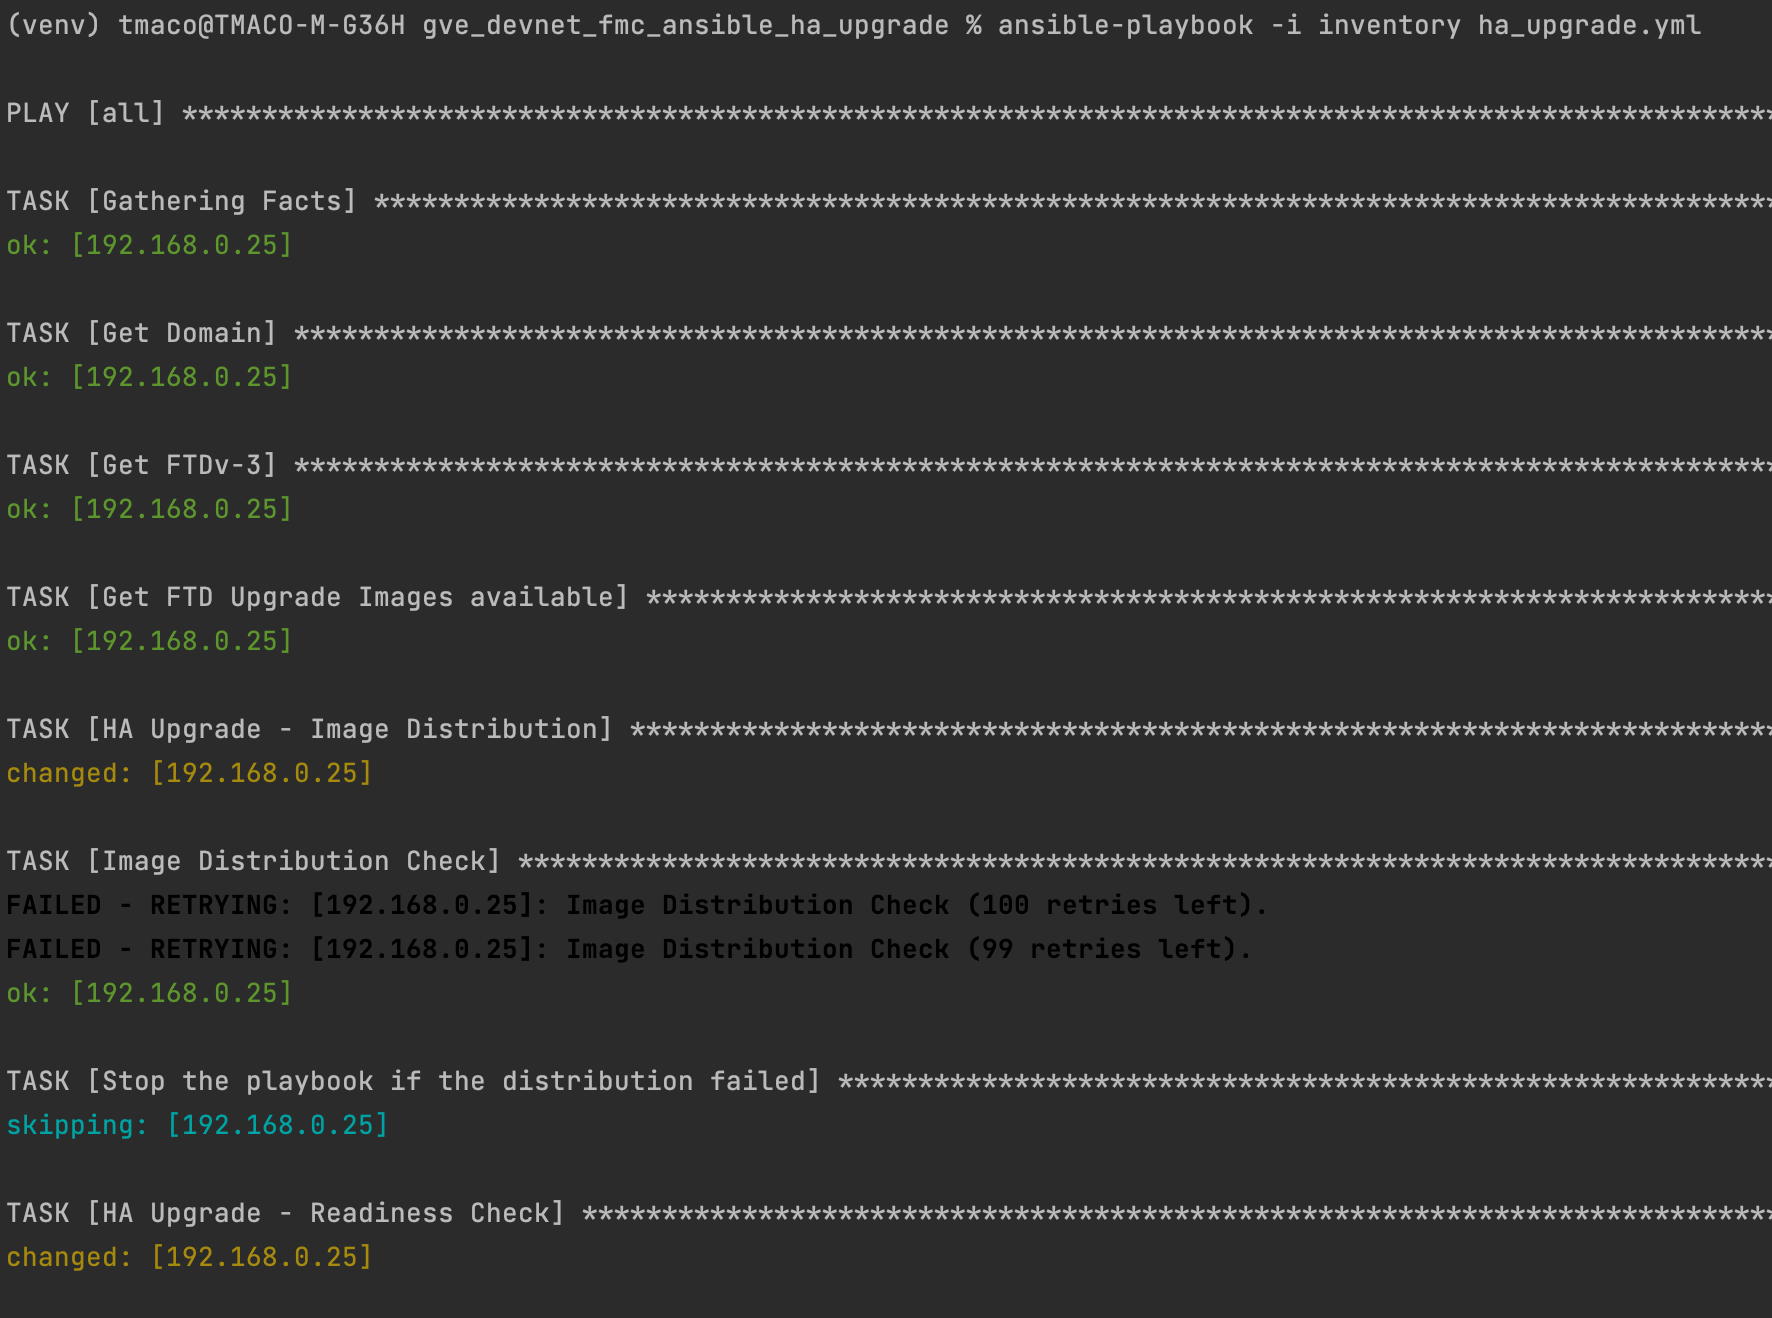 (venv) tmaco@TMACO-M-G36H gve_devnet_fmc_ansible_ha_upgrade % ansible-playbook -i inventory ha_upgrade.yml
PLAY [all] ****************************************************************************************************
TASK [Gathering Facts] ****************************************************************************************
ok: [192.168.0.25]
TASK [Get Domain] *********************************************************************************************
ok: [192.168.0.25]
TASK [Get FTDv-3] *********************************************************************************************
ok: [192.168.0.25]
TASK [Get FTD Upgrade Images available] ***********************************************************************
ok: [192.168.0.25]
TASK [HA Upgrade - Image Distribution] ************************************************************************
changed: [192.168.0.25]
TASK [Image Distribution Check] *******************************************************************************
FAILED - RETRYING: [192.168.0.25]: Image Distribution Check (100 retries left).
FAILED - RETRYING: [192.168.0.25]: Image Distribution Check (99 retries left).
ok: [192.168.0.25]
TASK [Stop the playbook if the distribution failed] ***********************************************************
skipping: [192.168.0.25]
TASK [HA Upgrade - Readiness Check] ***************************************************************************
changed: [192.168.0.25]